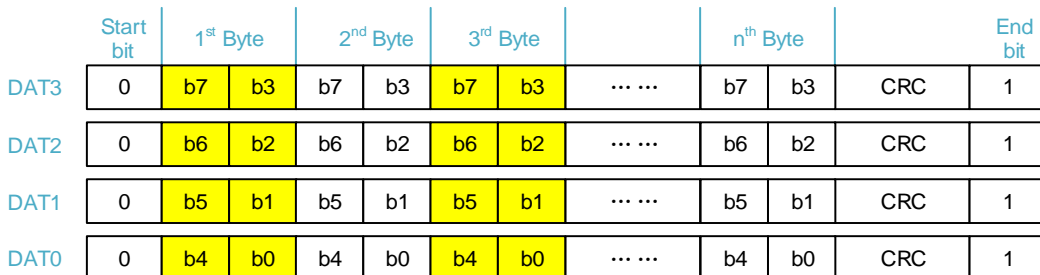 Start bit 1st Byte 2nd Byte 3rd Byte nth Byte End bit
DAT3 0 b7 b3 b7 b3 b7 b3 ... ... b7 b3 CRC 1
DAT2 0 b6 b2 b6 b2 b6 b2 ... ... b6 b2 CRC 1
DAT1 0 b5 b1 b5 b1 b5 b1 ... ... b5 b1 CRC 1
DAT0 0 b4 b0 b4 b0 b4 b0 ... ... b4 b0 CRC 1